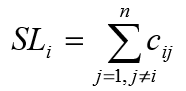 $SL_i = \sum_{j=1, j \neq i}^{n} c_{ij}$